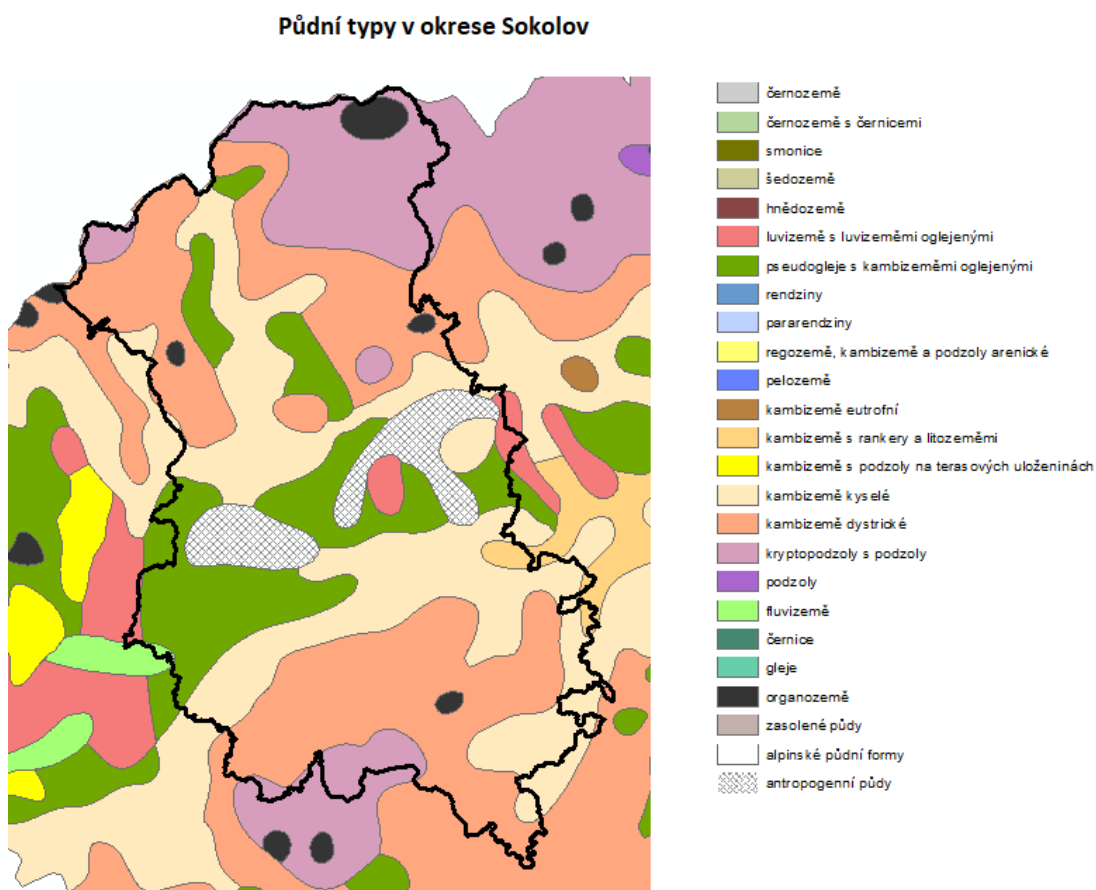 Půdní typy v okrese Sokolov
černozemě
černozemě s černicemi
smonice
šedozemě
hnědozemě
luvizemě s luvizeměmi oglejenými
pseudogleje s kambizeměmi oglejenými
rendziny
pararendziny
regozemě, kambizemě a podzoly arenické
pelozemě
kambizemě eutrofní
kambizemě s rankery a litozeměmi
kambizemě s podzoly na terasových uloženinách
kambizemě kyselé
kambizemě dystrické
kryptopodzoly s podzoly
podzoly
fluvizemě
černice
gleje
organozemě
zasolené půdy
alpinské půdní formy
antropogenní půdy